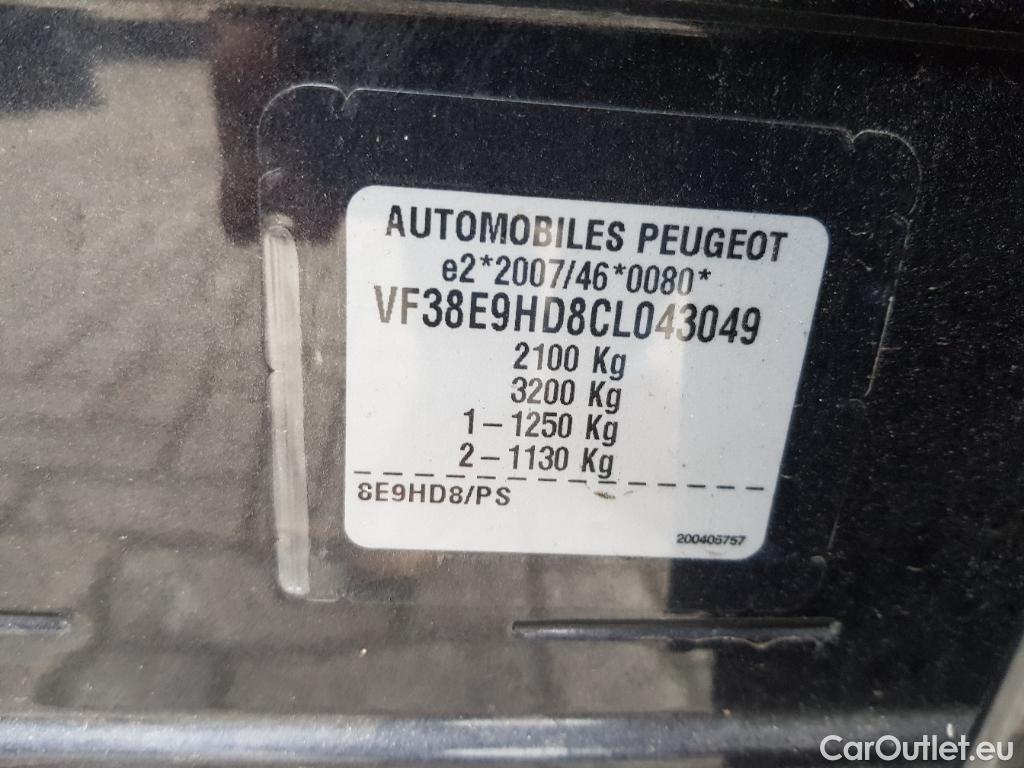 AUTOMOBILES PEUGEOT
e2*2007/46*0080*
VF38E9HD8CL043049
2100 Kg
3200 Kg
1-1250 Kg
2-1130 Kg
8E9HD8/PS
200406757
CarOutlet.eu